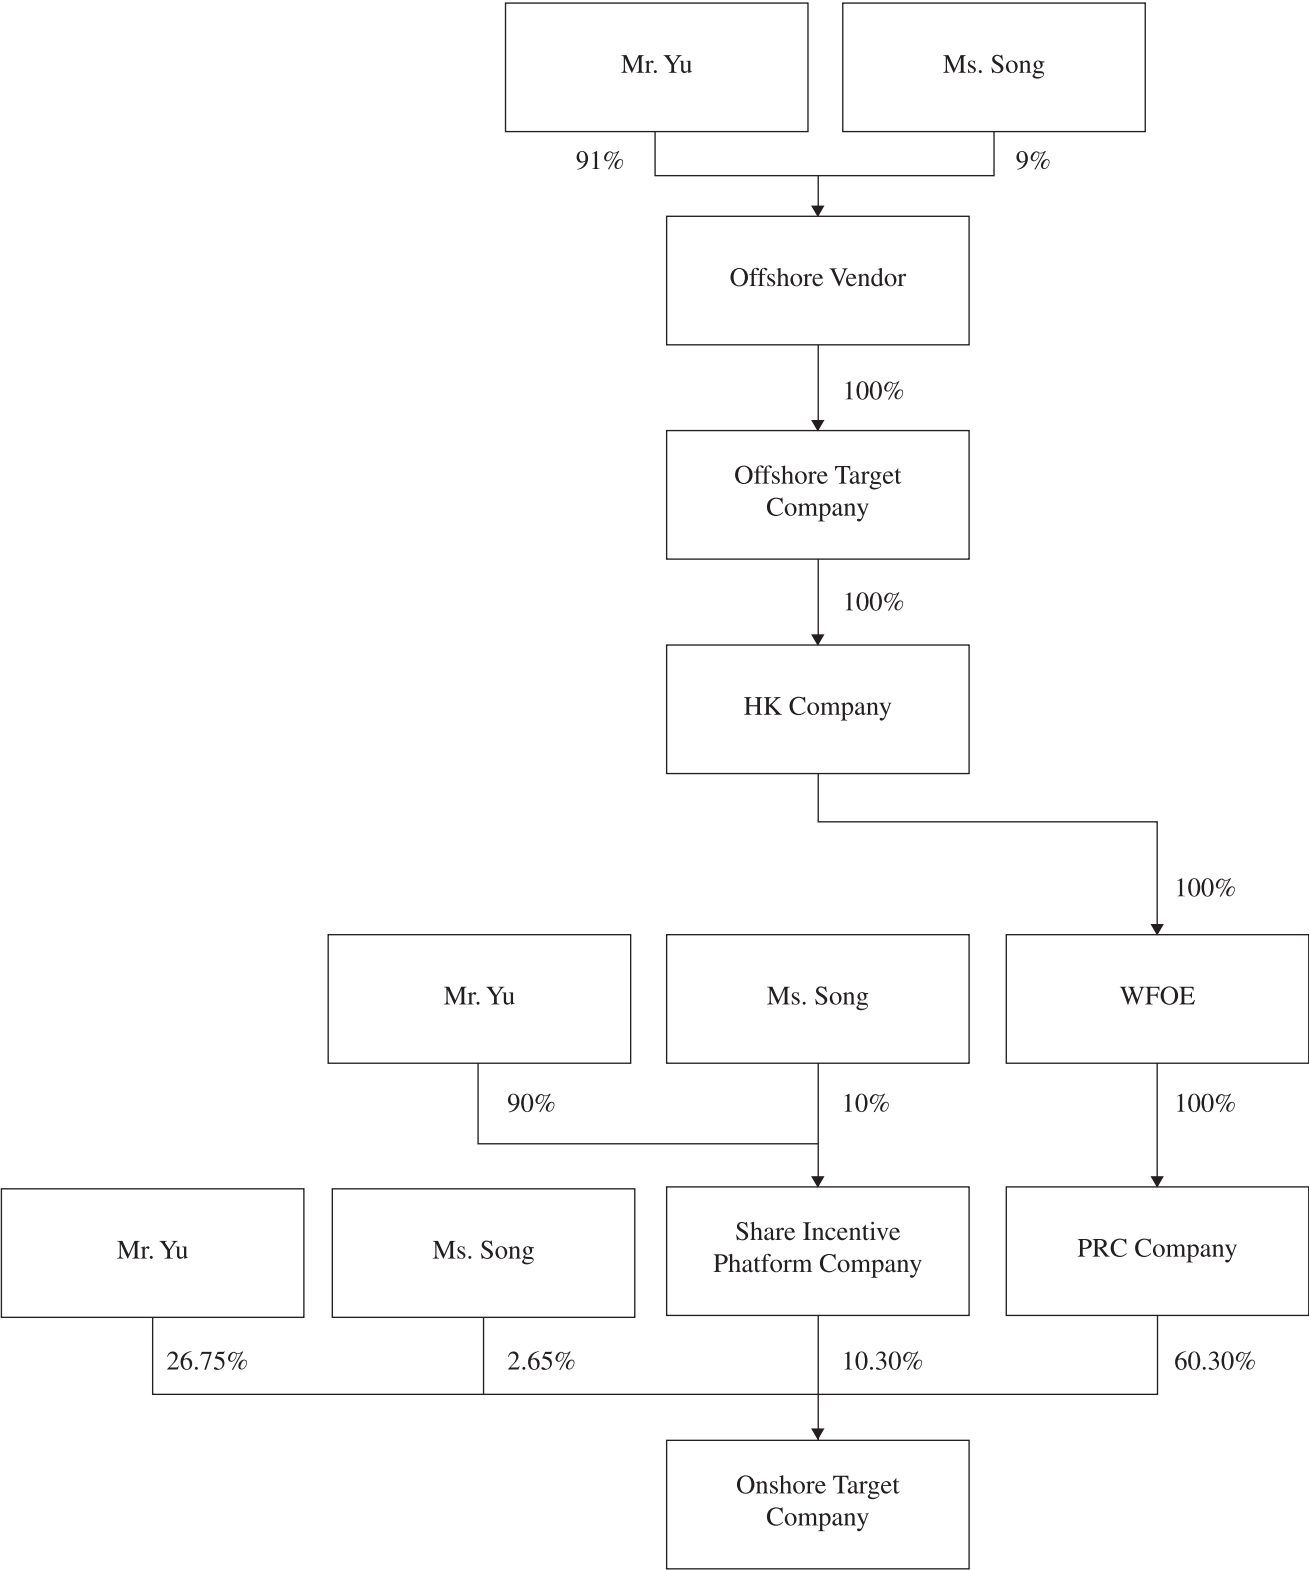 Mr. Yu
Ms. Song
91%
9%
Offshore Vendor
100%
Offshore Target
Company
100%
HK Company
100%
Mr. Yu
Ms. Song
WFOE
90%
10%
100%
Mr. Yu
Ms. Song
Share Incentive
Phatform Company
PRC Company
26.75%
2.65%
10.30%
60.30%
Onshore Target
Company